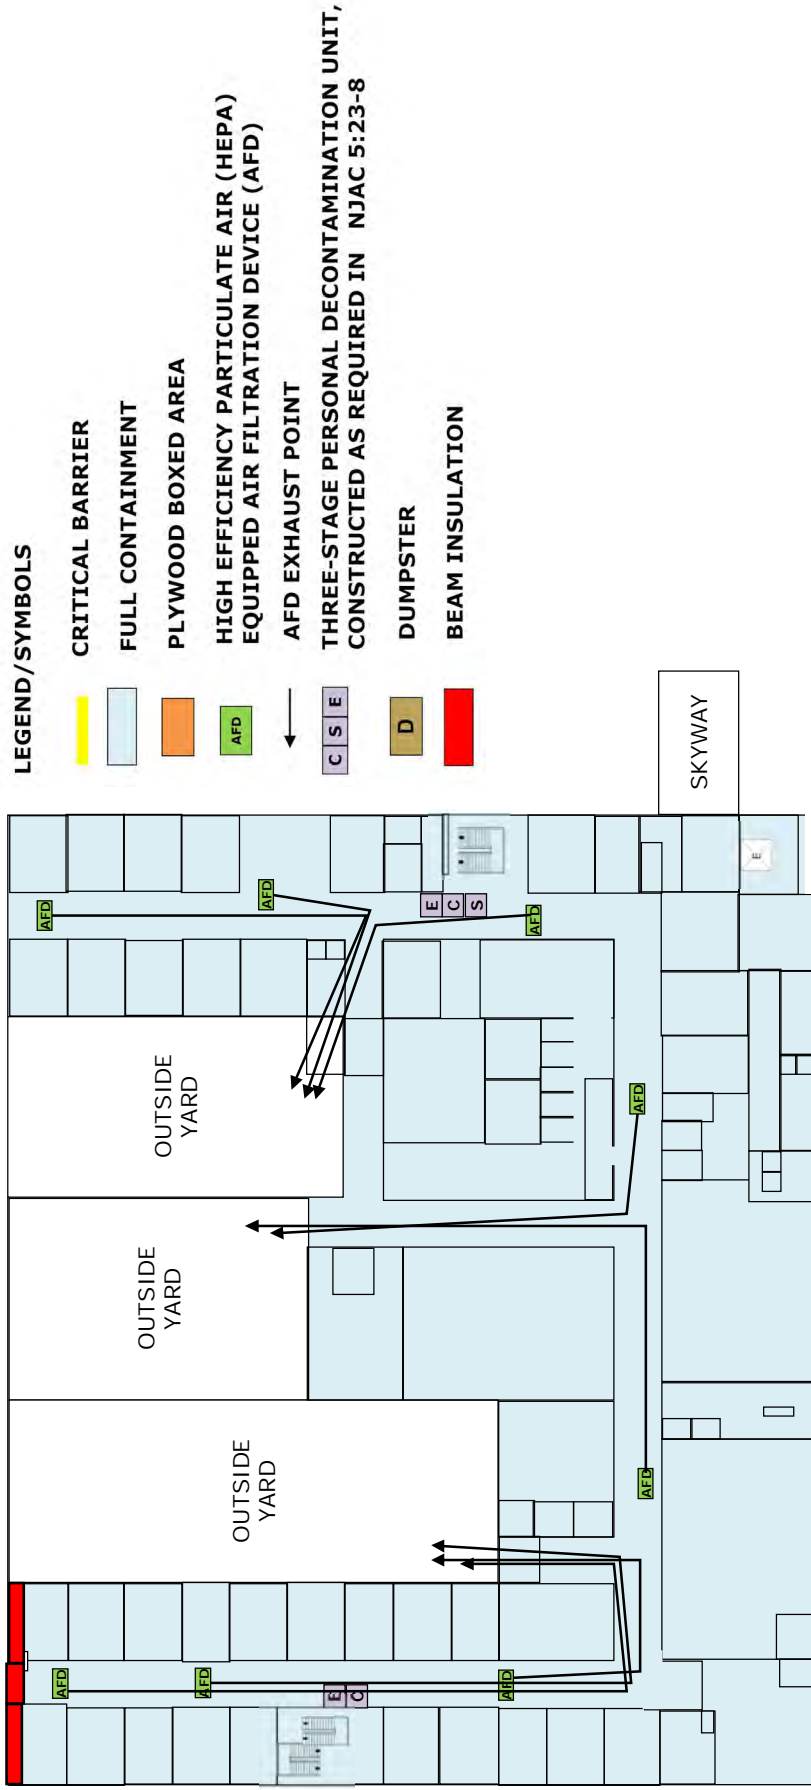 LEGEND/SYMBOLS
CRITICAL BARRIER
FULL CONTAINMENT
PLYWOOD BOXED AREA
AFD
HIGH EFFICIENCY PARTICULATE AIR (HEPA)
EQUIPPED AIR FILTRATION DEVICE (AFD)
AFD EXHAUST POINT
C S E
THREE-STAGE PERSONAL DECONTAMINATION UNIT,
CONSTRUCTED AS REQUIRED IN NJAC 5:23-8
D
DUMPSTER
BEAM INSULATION
SKYWAY
E
AFD
AFD
E
C
S
AFD
OUTSIDE
YARD
AFD
OUTSIDE
YARD
OUTSIDE
YARD
AFD
AFD
AFD
AFD
E
C